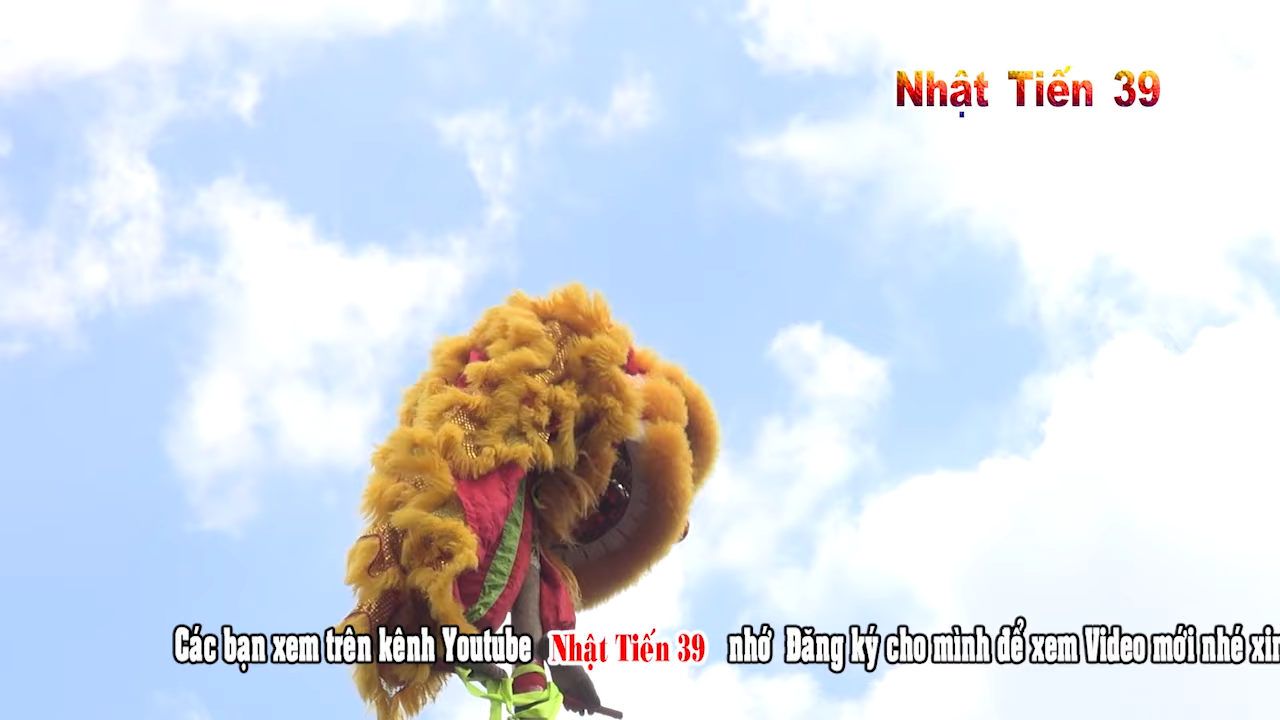 Nhật Tiến 39
Các bạn xem trên kênh Youtube Nhật Tiến 39 nhớ Đăng ký cho mình để xem Video mới nhé